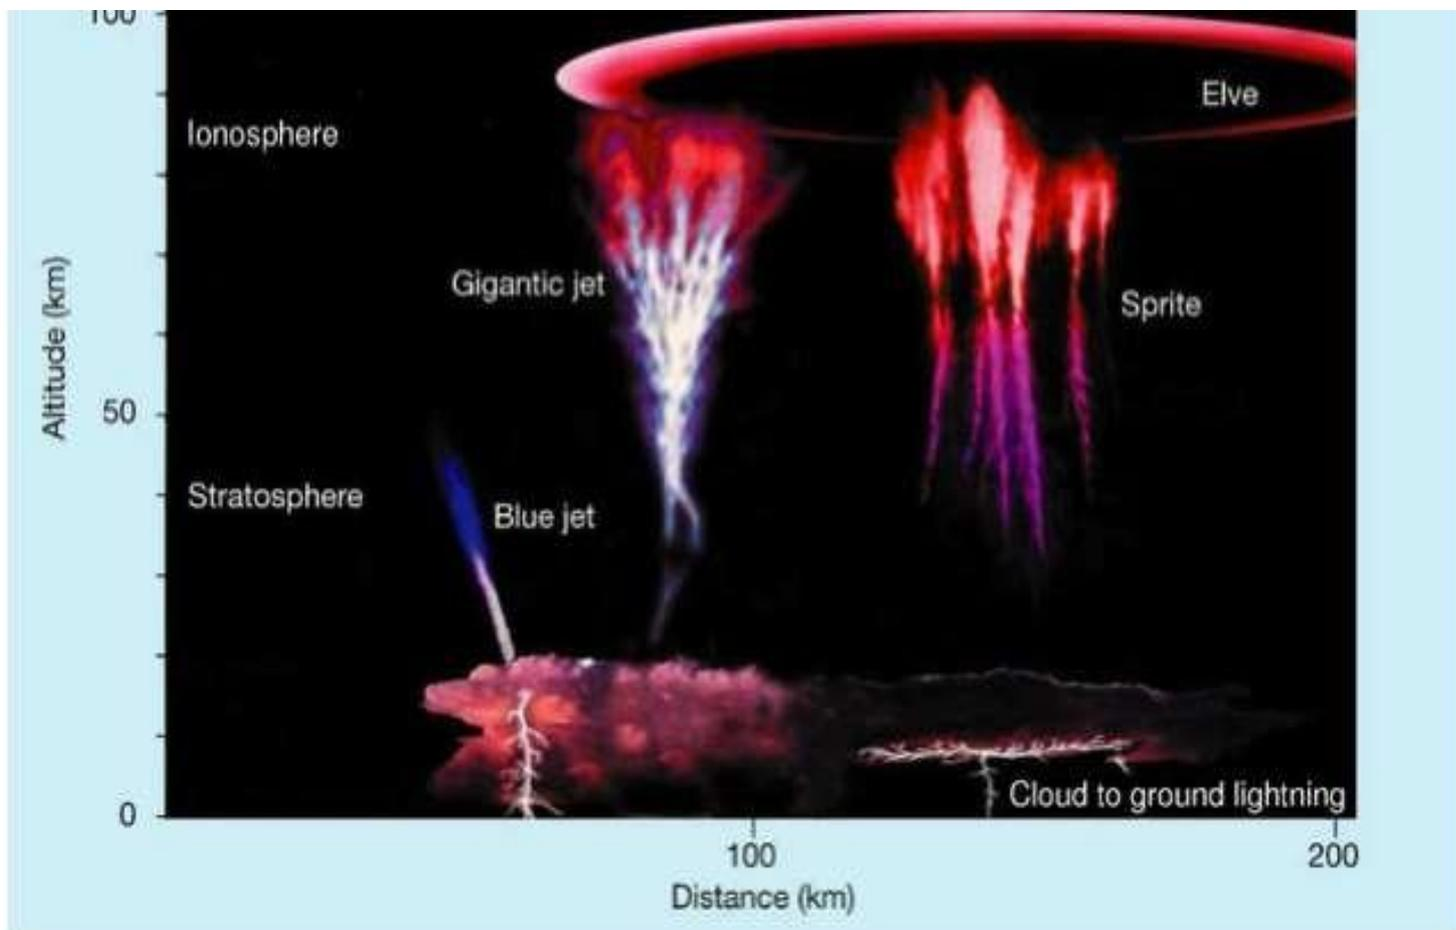 100
Elve
Ionosphere
Gigantic jet
Sprite
Altitude (km)
50
Stratosphere
Blue jet
0
Cloud to ground lightning
100
200
Distance (km)